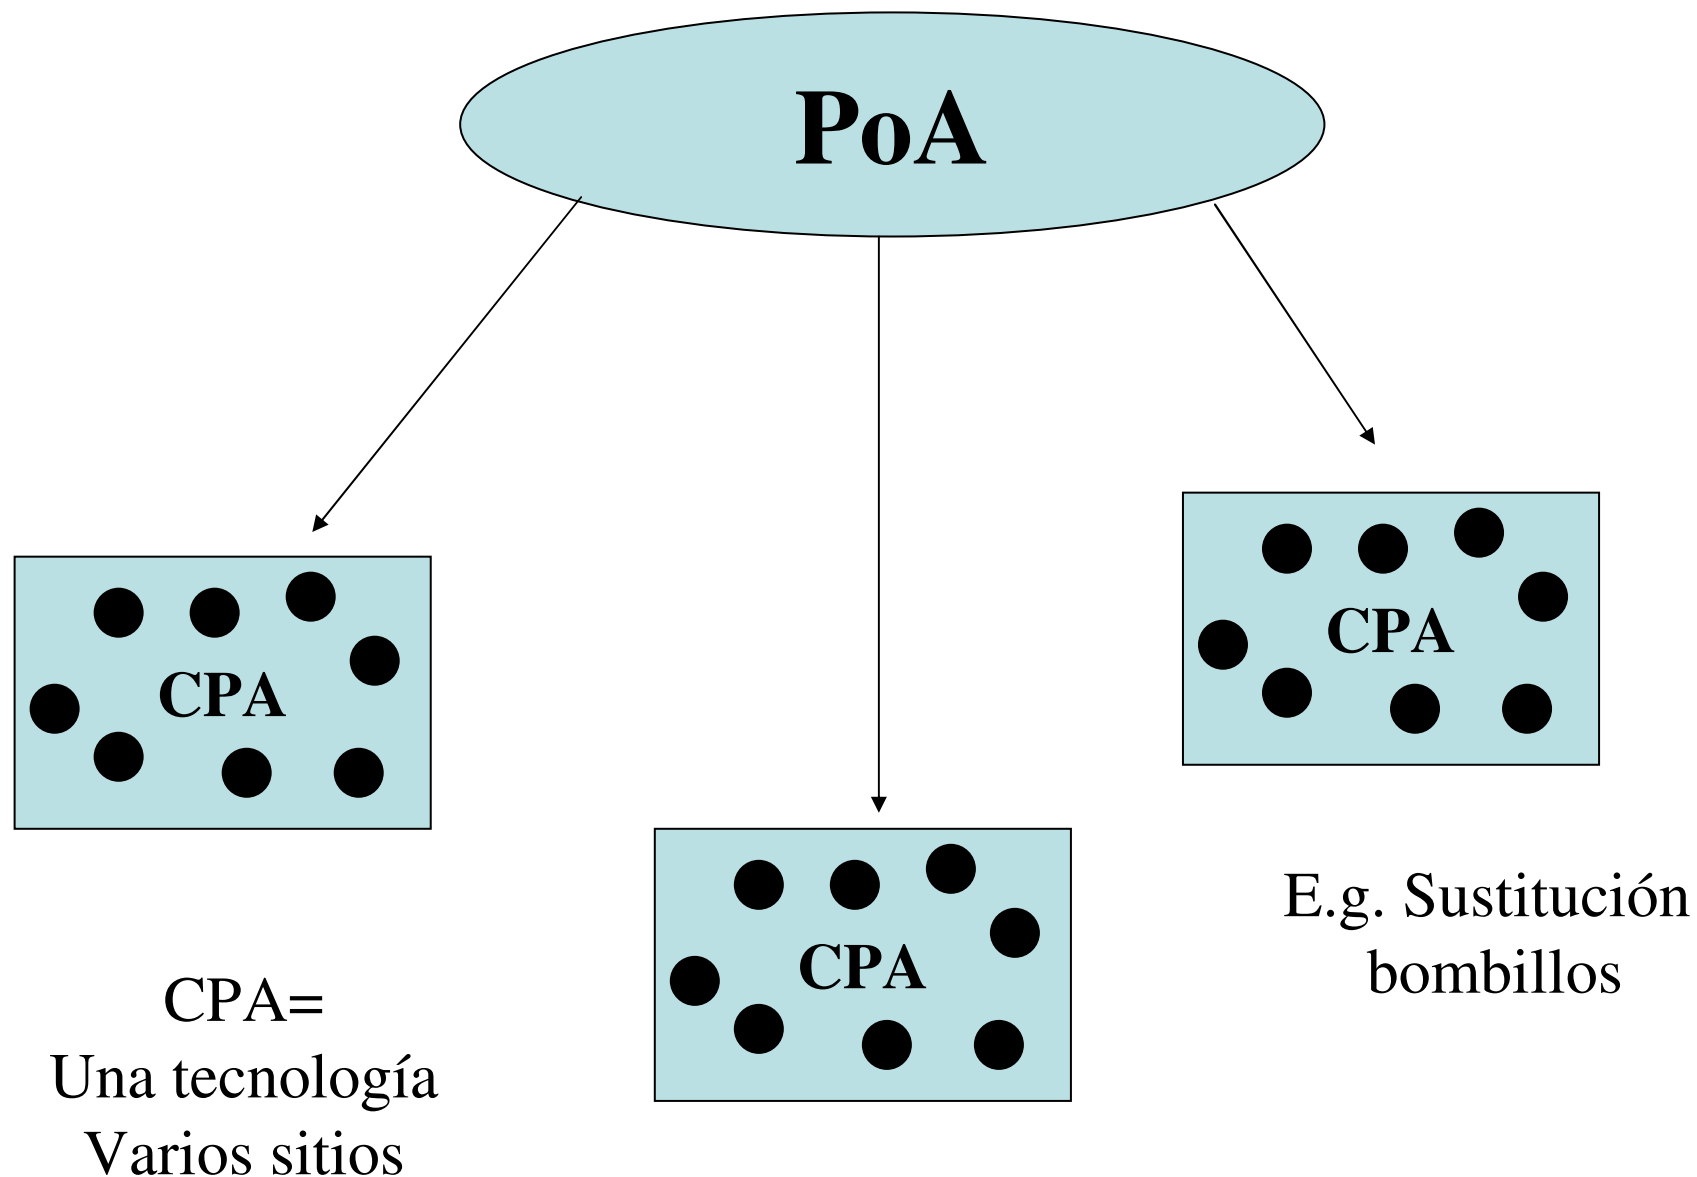 PoA
CPA
CPA
CPA
CPA=
Una tecnología
Varios sitios
E.g. Sustitución
bombillos